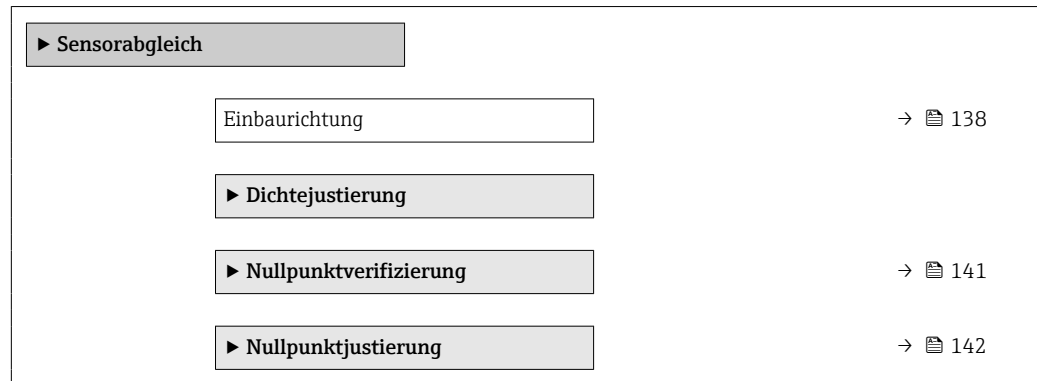 ▶ Sensorabgleich
Einbaurichtung → 138
▶ Dichtejustierung
▶ Nullpunktverifizierung → 141
▶ Nullpunktjustierung → 142